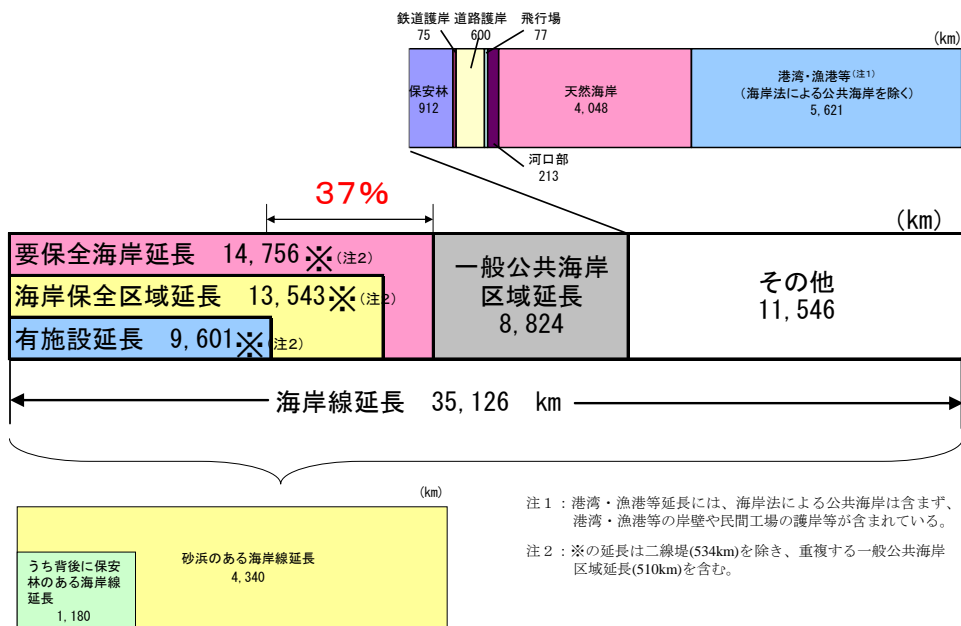 鉄道護岸 道路護岸 飛行場
75 600 77
(km)
保安林
912
天然海岸
4,048
港湾・漁港等(注1)
(海岸法による公共海岸を除く)
5,621
河口部
213
37%
(km)
要保全海岸延長 14,756※(注2)
海岸保全区域延長 13,543※(注2)
有施設延長 9,601※(注2)
一般公共海岸
区域延長
8,824
その他
11,546
海岸線延長 35,126 km
(km)
砂浜のある海岸線延長
4,340
うち背後に保安
林のある海岸線
延長
1,180
注1:港湾・漁港等延長には、海岸法による公共海岸は含まず、
港湾・漁港等の岸壁や民間工場の護岸等が含まれている。
注2:※の延長は二線堤(534km)を除き、重複する一般公共海岸
区域延長(510km)を含む。